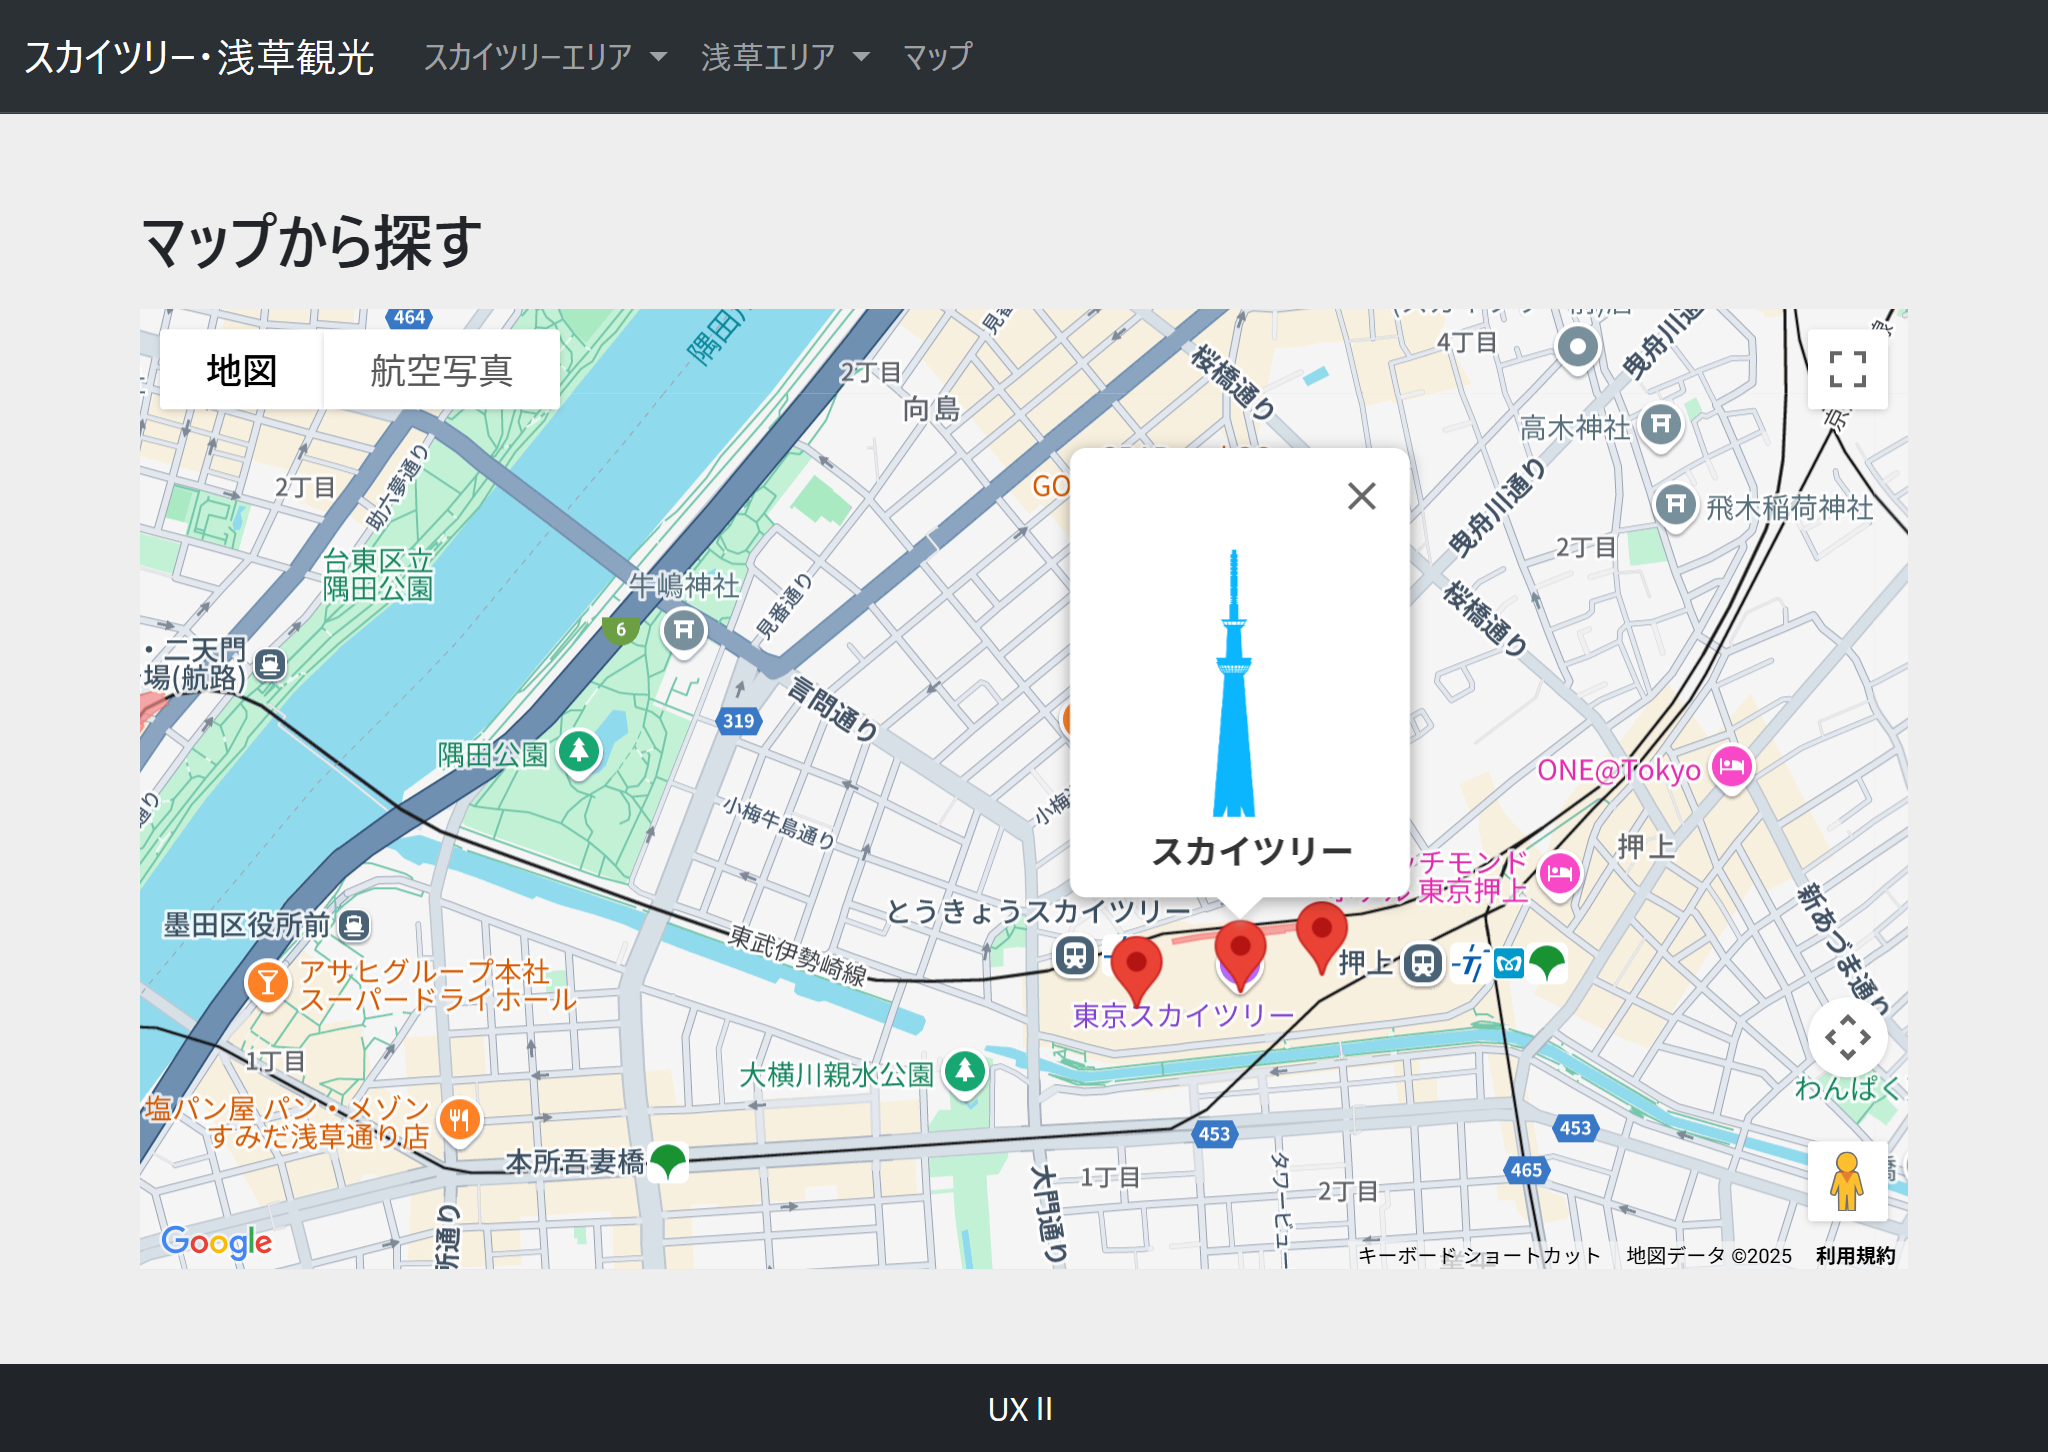 スカイツリー・浅草観光
スカイツリーエリア
浅草エリア
マップ
マップから探す
地図
航空写真
464
2丁目
向島
桜橋通り
4丁目
曳舟川通り
高木神社
飛木稲荷神社
2丁目
助六夢通り
台東区立
隅田公園
牛嶋神社
見番通り
GO
曳舟川通り
2丁目
桜橋通り
6
・二天門
場(航路)
319
言問通り
隅田公園
小梅牛島通り
ONE@Tokyo
押上
スカイツリー
チモンド
東京押上
新あづま通り
墨田区役所前
とうきょうスカイツリー
東武伊勢崎線
押上
アサヒグループ本社
スーパードライホール
東京スカイツリー
1丁目
大横川親水公園
わんぱく
塩パン屋 パン・メゾン
すみだ浅草通り店
本所吾妻橋
453
453
465
1丁目
2丁目
大門通り
タワービュー
所通り
Google
キーボード ショートカット
地図データ ©2025
利用規約
UX II